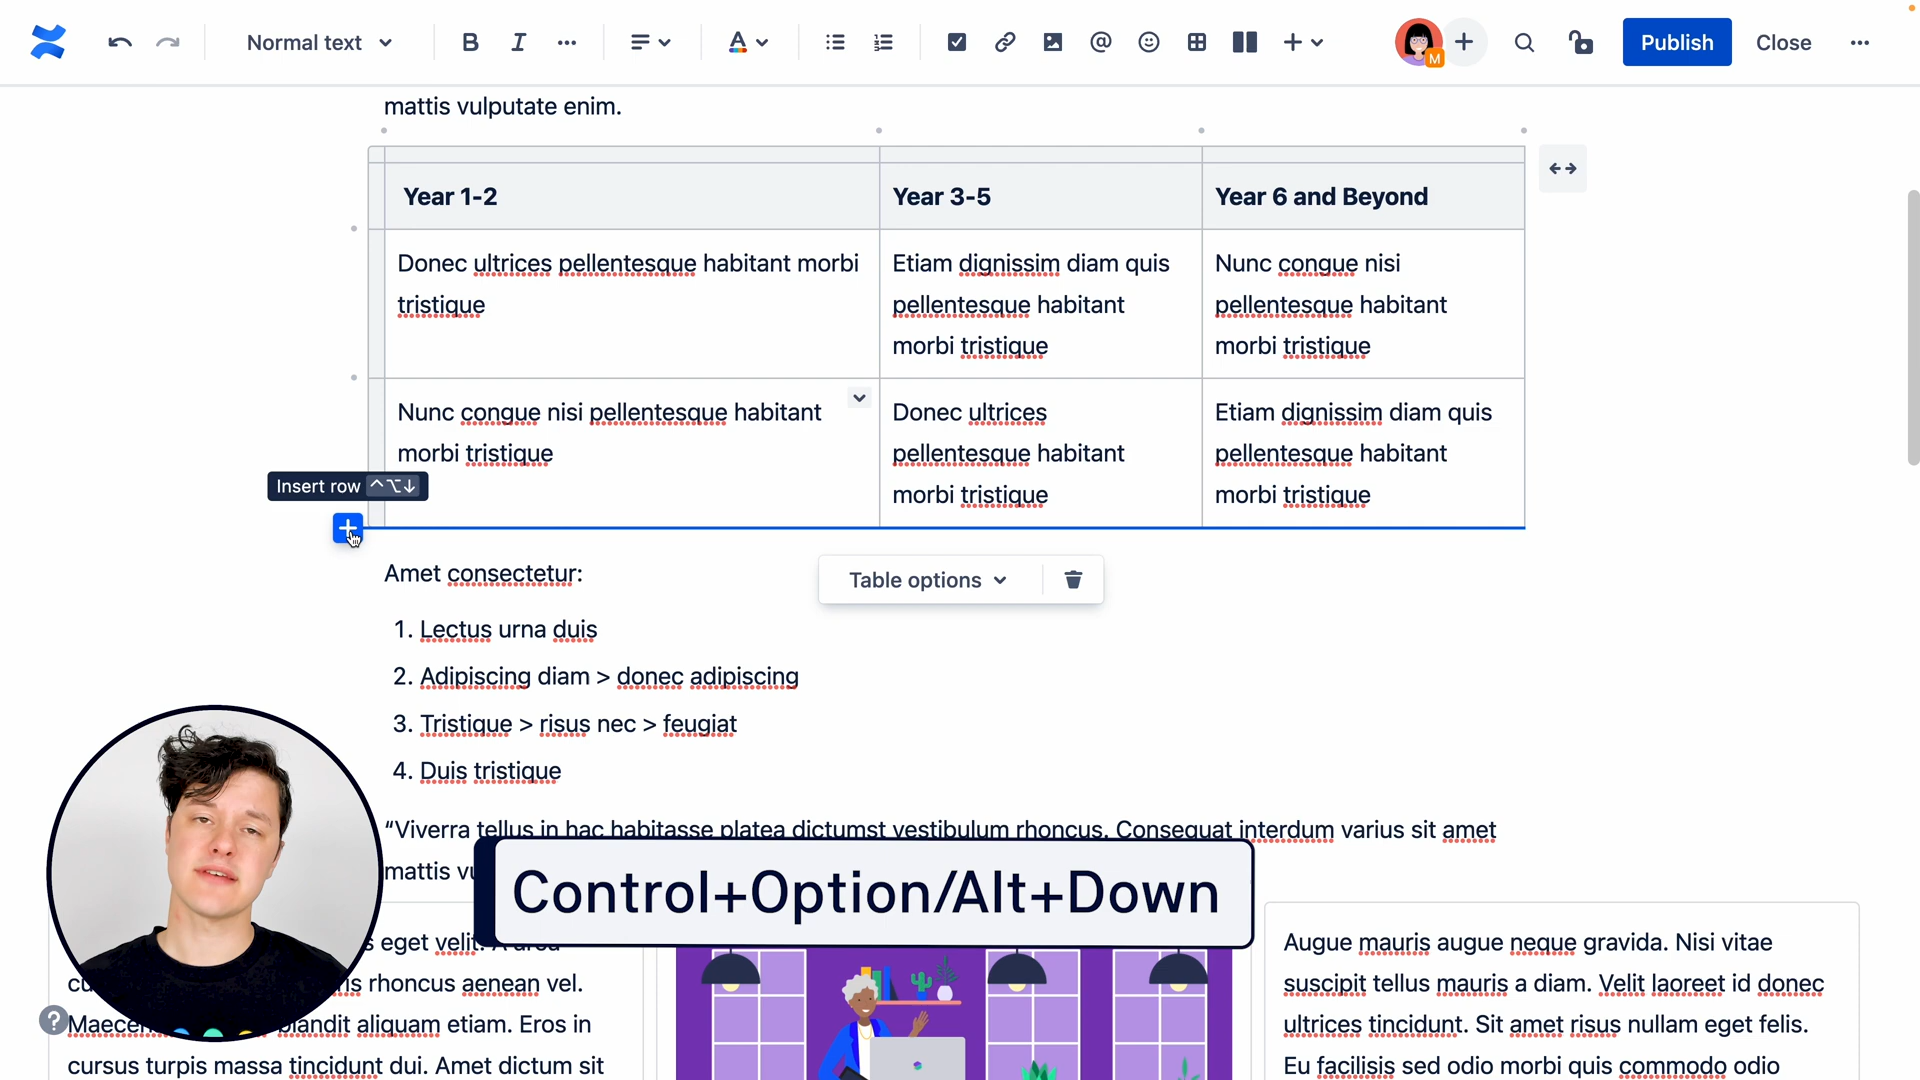 Normal text
B
I
A
M
Publish
Close
mattis vulputate enim.
Year 1-2
Year 3-5
Year 6 and Beyond
Donec ultrices pellentesque habitant morbi
tristique
Etiam dignissim diam quis
pellentesque habitant
morbi tristique
Nunc congue nisi
pellentesque habitant
morbi tristique
Nunc congue nisi pellentesque habitant
morbi tristique
Donec ultrices
pellentesque habitant
morbi tristique
Etiam dignissim diam quis
pellentesque habitant
morbi tristique
Insert row ⌃⌥↓
Amet consectetur:
Table options
1. Lectus urna duis
2. Adipiscing diam > donec adipiscing
3. Tristique > risus nec > feugiat
4. Duis tristique
“Viverra tellus in hac habitasse platea dictumst vestibulum rhoncus. Consequat interdum varius sit amet
mattis
Control+Option/Alt+Down
eget velit.
rhoncus aenean vel.
blandit aliquam etiam. Eros in
cursus turpis massa tincidunt dui. Amet dictum sit
Augue mauris augue neque gravida. Nisi vitae
suscipit tellus mauris a diam. Velit laoreet id donec
ultrices tincidunt. Sit amet risus nullam eget felis.
Eu facilisis sed odio morbi quis commodo odio
?